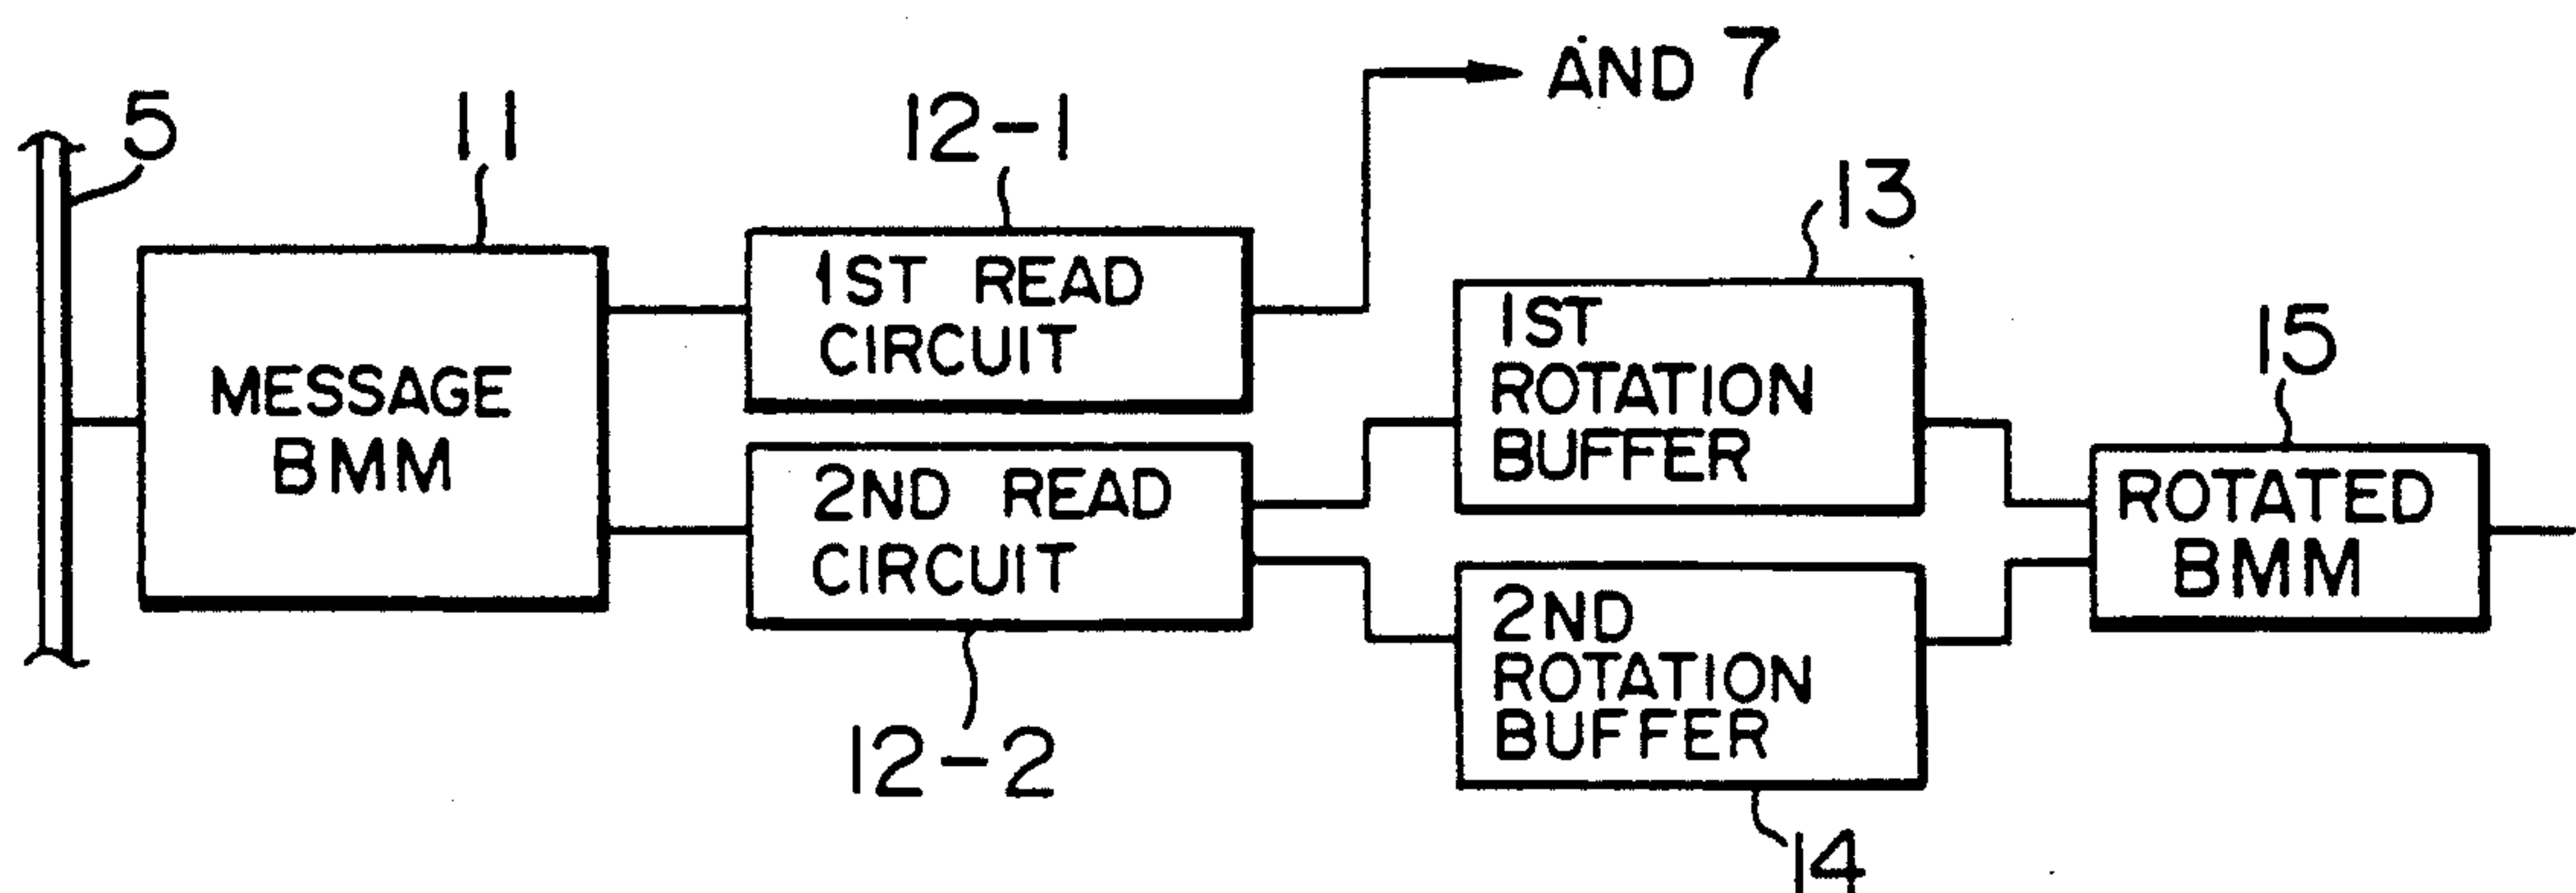 AND 7
5
11
12-1
13
1ST READ
CIRCUIT
1ST
ROTATION
BUFFER
15
MESSAGE
BMM
2ND READ
CIRCUIT
ROTATED
BMM
2ND
ROTATION
BUFFER
12-2
14